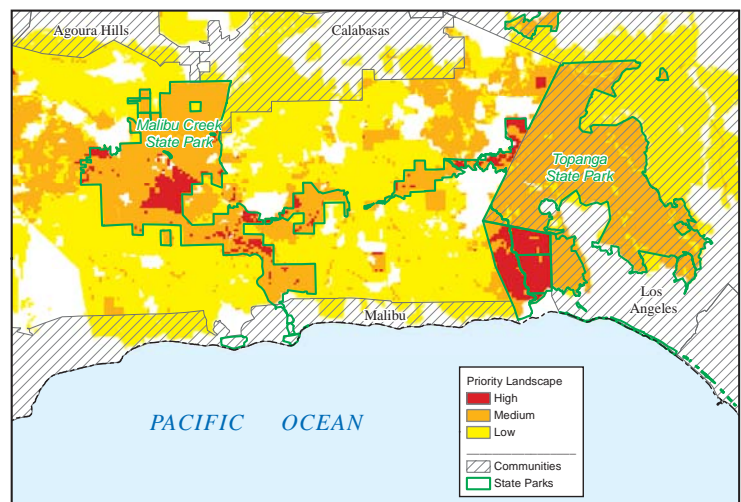 Agoura Hills
Calabasas
Malibu Creek
State Park
Topanga
State Park
Los
Angeles
Malibu
PACIFIC OCEAN
Priority Landscape
High
Medium
Low
Communities
State Parks